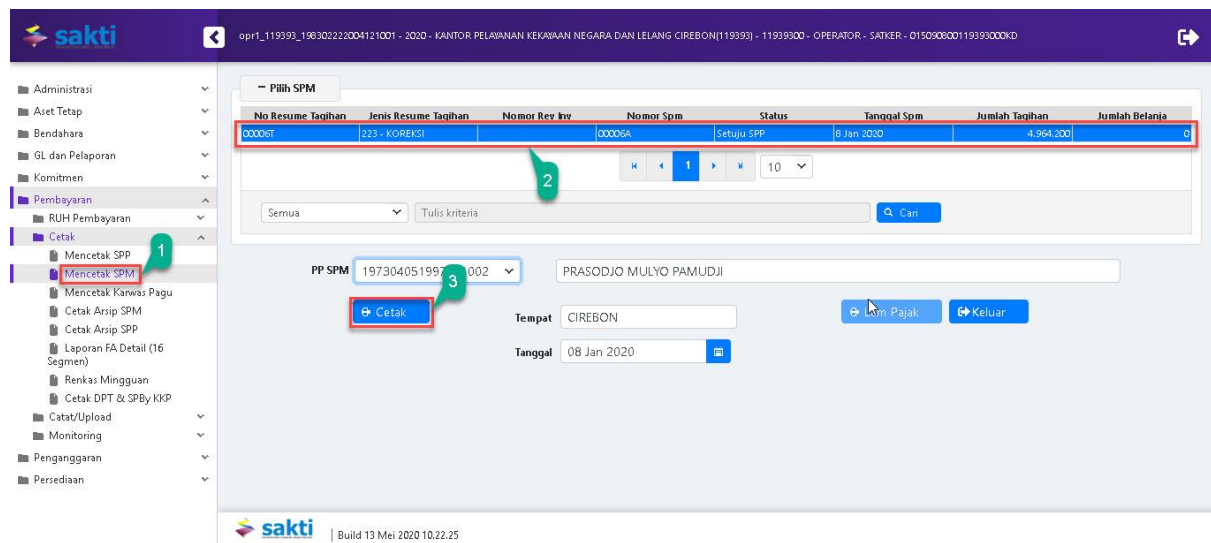 sakti
opr1_119393_198302222004121001 - 2020 - KANTOR PELAYANAN KEKAYAAN NEGARA DAN LELANG CIREBON(119393) - 11939300 - OPERATOR - SATKER - 015090800119393000KD
Administrasi
Aset Tetap
Bendahara
GL dan Pelaporan
Komitmen
Pembayaran
RUH Pembayaran
Cetak
Mencetak SPP
1
Mencetak SPM
Mencetak Karwas Pagu
Cetak Arsip SPM
Cetak Arsip SPP
Laporan FA Detail (16
Segmen)
Renkas Mingguan
Cetak DPT & SPBy KKP
Catat/Upload
Monitoring
Penganggaran
Persediaan
Pilih SPM
No Resume Tagihan Jenis Resume Tagihan Nomor Rev Inv Nomor Spm Status Tanggal Spm Jumlah Tagihan Jumlah Belanja
00006T 223 - KOREKSI 00006A Setuju SPP 8 Jan 2020 4.964.200 0
2
1 10
Semua Tulis kriteria Cari
PP SPM 002 PRASODJO MULYO PAMUDJI
3
Cetak Tempat CIREBON Pajak Keluar
Tanggal 08 Jan 2020
sakti | Build 13 Mei 2020 10.22.25